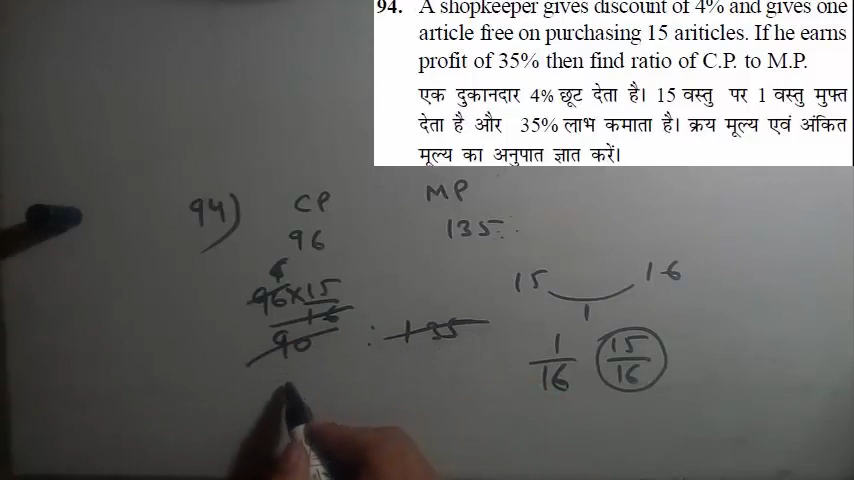 94. A shopkeeper gives discount of 4% and gives one
article free on purchasing 15 ariticles. If he earns
profit of 35% then find ratio of C.P. to M.P.
एक दुकानदार 4% छूट देता है। 15 वस्तु पर 1 वस्तु मुफ्त
देता है और 35% लाभ कमाता है। क्रय मूल्य एवं अंकित
मूल्य का अनुपात ज्ञात करें।
94) CP MP
96 135
15 16
1
6
96×15
16
90 : 135
1 15
16 16